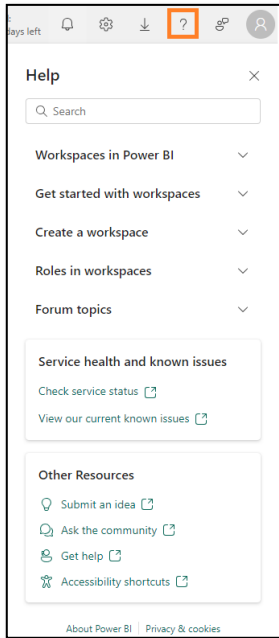 days left
?
Help
Search
Workspaces in Power BI
Get started with workspaces
Create a workspace
Roles in workspaces
Forum topics
Service health and known issues
Check service status
View our current known issues
Other Resources
Submit an idea
Ask the community
Get help
Accessibility shortcuts
About Power BI | Privacy & cookies